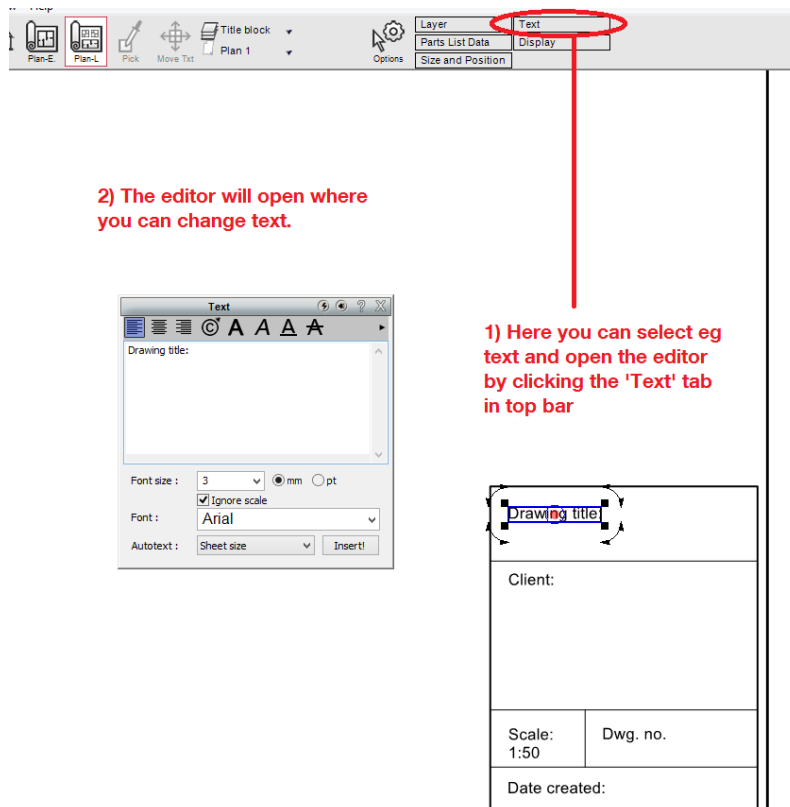 Help
Plan-E.
Plan-L
Pick
Move Txt
Title block
Plan 1
Options
Layer
Text
Parts List Data
Display
Size and Position
2) The editor will open where
you can change text.
Text
Drawing title:
Font size :
3
mm
pt
Ignore scale
Font :
Arial
Autotext :
Sheet size
Insert!
1) Here you can select eg
text and open the editor
by clicking the 'Text' tab
in top bar
Drawing title:
Client:
Scale:
1:50
Dwg. no.
Date created: